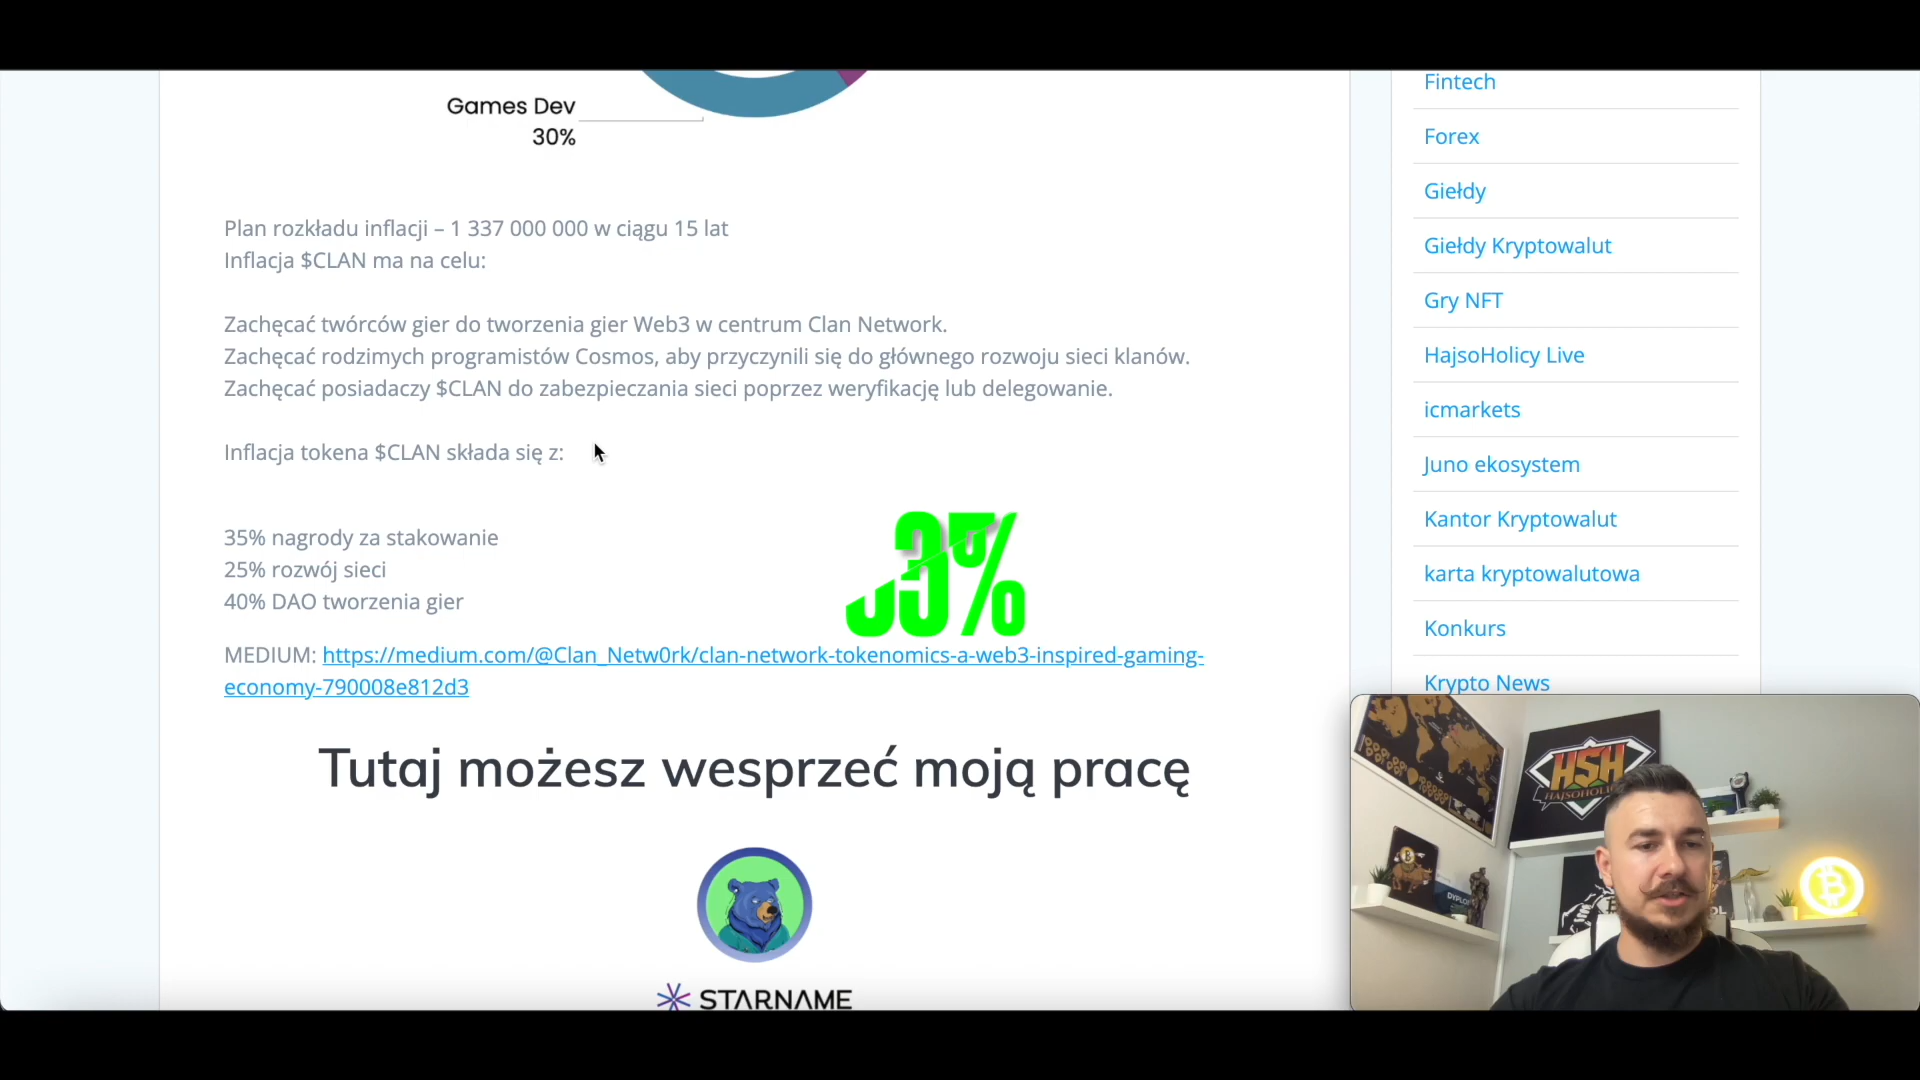 Games Dev
30%
Plan rozkładu inflacji – 1 337 000 000 w ciągu 15 lat
Inflacja $CLAN ma na celu:
Zachęcać twórców gier do tworzenia gier Web3 w centrum Clan Network.
Zachęcać rodzimych programistów Cosmos, aby przyczynili się do głównego rozwoju sieci klanów.
Zachęcać posiadaczy $CLAN do zabezpieczania sieci poprzez weryfikację lub delegowanie.
Inflacja tokena $CLAN składa się z:
35% nagrody za stakowanie
25% rozwój sieci
40% DAO tworzenia gier
MEDIUM: https://medium.com/@Clan_Netw0rk/clan-network-tokenomics-a-web3-inspired-gaming-
economy-790008e812d3
Tutaj możesz wesprzeć moją pracę
STARNAME
Fintech
Forex
Giełdy
Giełdy Kryptowalut
Gry NFT
HajsoHolicy Live
icmarkets
Juno ekosystem
Kantor Kryptowalut
karta kryptowalutowa
Konkurs
Krypto News
HSH